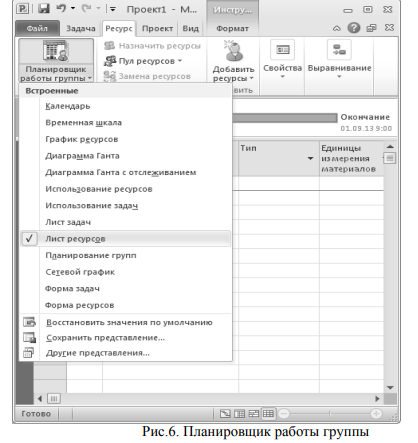 Проект1 - М...
Инстру...
Файл Задача Ресурс Проект Вид Формат
Планировщик работы группы
Назначить ресурсы
Пул ресурсов
Замена ресурсов
Добавить ресурсы
Свойства
Выравнивание
вить
Встроенные
Календарь
Временная шкала
График ресурсов
Диаграмма Ганта
Диаграмма Ганта с отслеживанием
Использование ресурсов
Использование задач
Лист задач
Лист ресурсов
Планирование групп
Сетевой график
Форма задач
Форма ресурсов
Восстановить значения по умолчанию
Сохранить представление...
Другие представления...
Окончание
01.09.13 9:00
Тип
Единицы
измерения
материалов
Готово
Рис.6. Планировщик работы группы